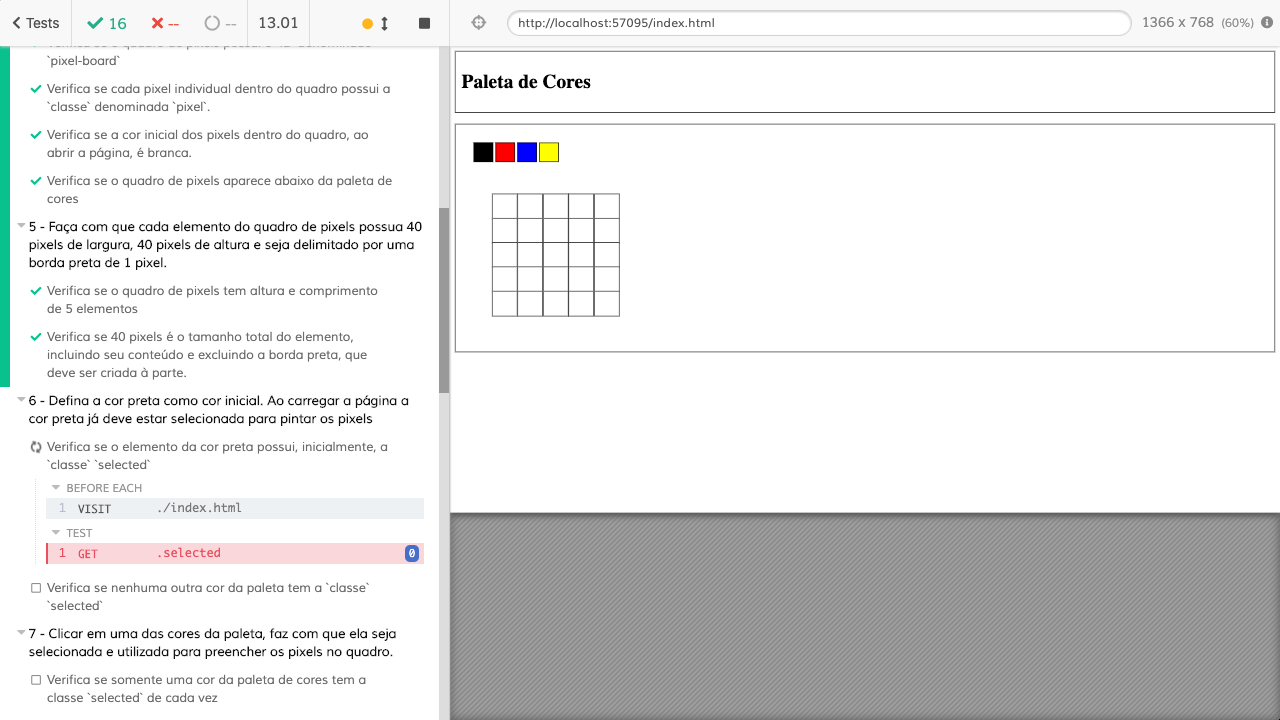 Tests
16
--
--
13.01
http://localhost:57095/index.html
1366 x 768 (60%)
`pixel-board`
Verifica se cada pixel individual dentro do quadro possui a
`classe` denominada `pixel`.
Verifica se a cor inicial dos pixels dentro do quadro, ao
abrir a página, é branca.
Verifica se o quadro de pixels aparece abaixo da paleta de
cores
5 - Faça com que cada elemento do quadro de pixels possua 40
pixels de largura, 40 pixels de altura e seja delimitado por uma
borda preta de 1 pixel.
Verifica se o quadro de pixels tem altura e comprimento
de 5 elementos
Verifica se 40 pixels é o tamanho total do elemento,
incluindo seu conteúdo e excluindo a borda preta, que
deve ser criada à parte.
6 - Defina a cor preta como cor inicial. Ao carregar a página a
cor preta já deve estar selecionada para pintar os pixels
Verifica se o elemento da cor preta possui, inicialmente, a
`classe` `selected`
BEFORE EACH
1 VISIT ./index.html
TEST
1 GET .selected 0
Verifica se nenhuma outra cor da paleta tem a `classe`
`selected`
7 - Clicar em uma das cores da paleta, faz com que ela seja
selecionada e utilizada para preencher os pixels no quadro.
Verifica se somente uma cor da paleta de cores tem a
classe `selected` de cada vez
Paleta de Cores